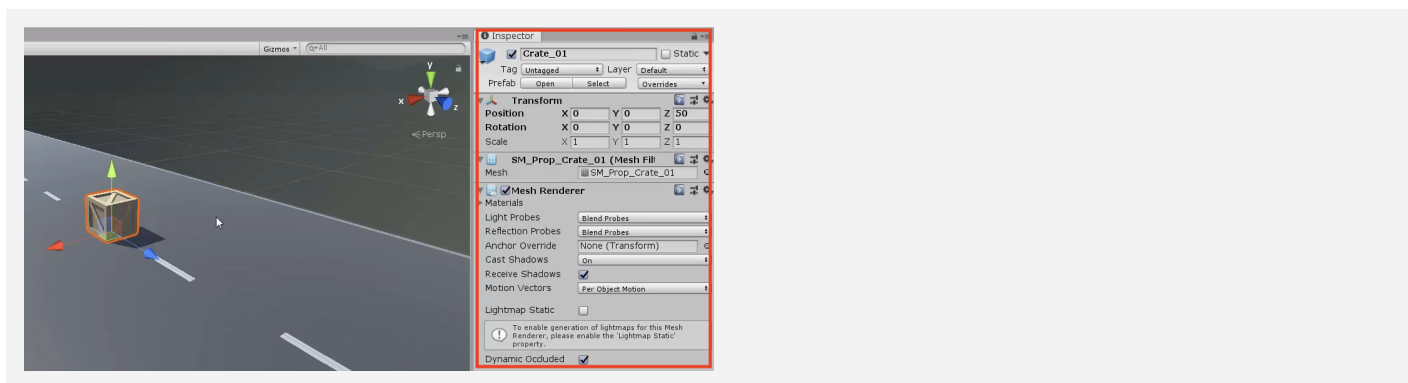 Gizmos
Q▾All
y
x
z
Persp
Inspector
Crate_01
Static
Tag Untagged Layer Default
Prefab Open Select Overrides
Transform
Position X 0 Y 0 Z 50
Rotation X 0 Y 0 Z 0
Scale X 1 Y 1 Z 1
SM_Prop_Crate_01 (Mesh Fil
Mesh SM_Prop_Crate_01
Mesh Renderer
Materials
Light Probes Blend Probes
Reflection Probes Blend Probes
Anchor Override None (Transform)
Cast Shadows On
Receive Shadows
Motion Vectors Per Object Motion
Lightmap Static
To enable generation of lightmaps for this Mesh
Renderer, please enable the 'Lightmap Static'
property.
Dynamic Occluded